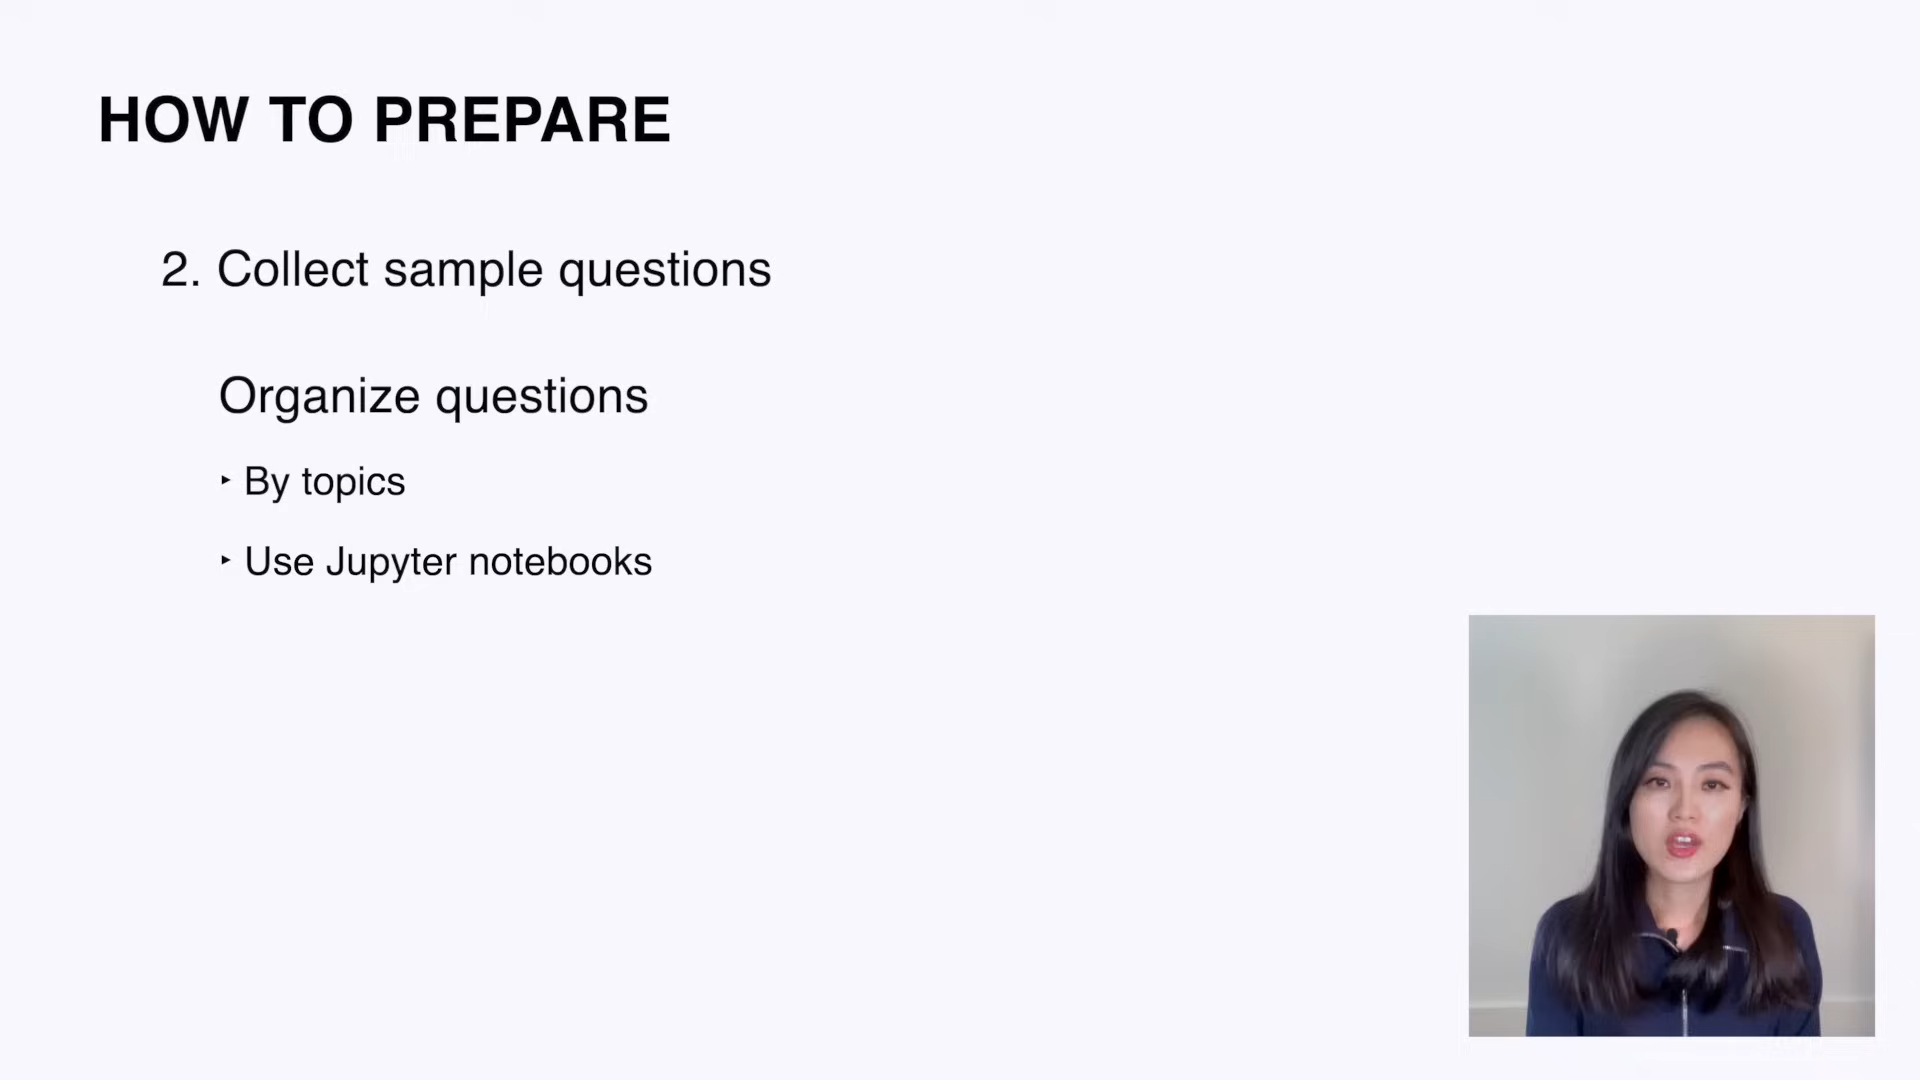 HOW TO PREPARE
2. Collect sample questions
Organize questions
‣ By topics
‣ Use Jupyter notebooks